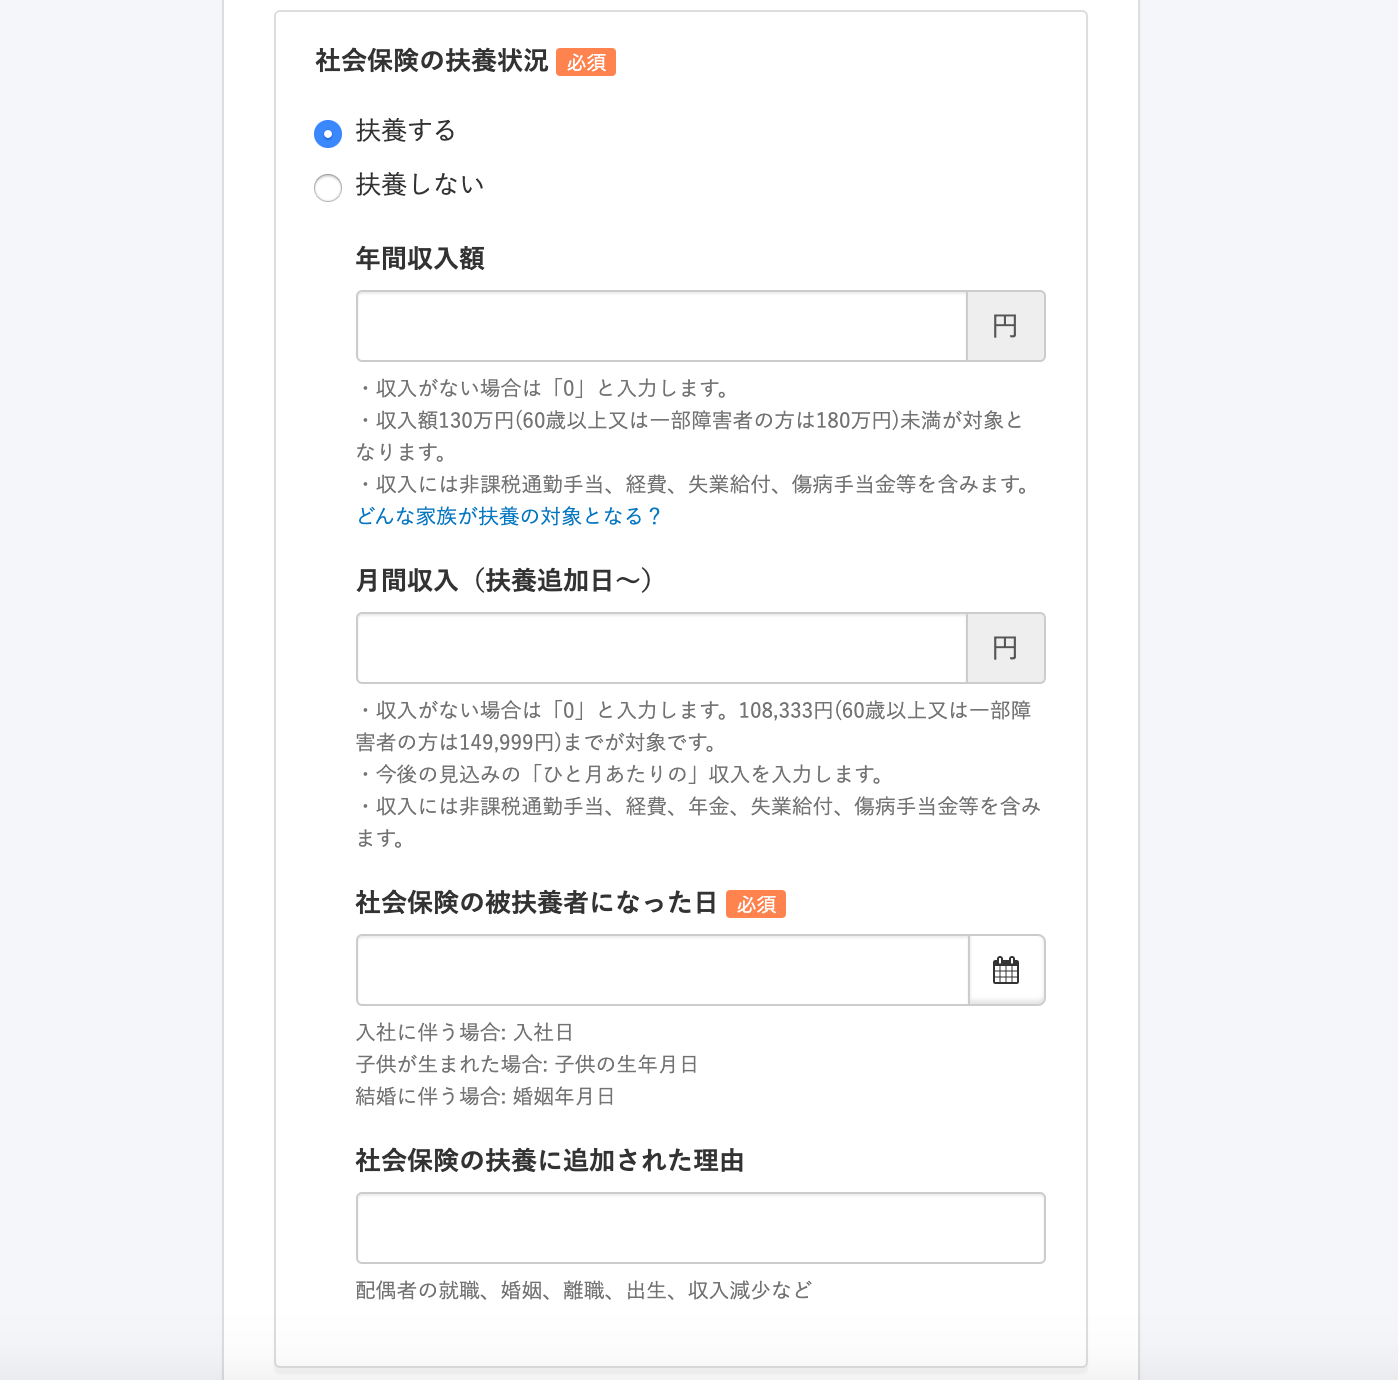 社会保険の扶養状況 必須
扶養する
扶養しない
年間収入額
円
・収入がない場合は「0」と入力します。
・収入額130万円(60歳以上又は一部障害者の方は180万円)未満が対象と
なります。
・収入には非課税通勤手当、経費、失業給付、傷病手当金等を含みます。
どんな家族が扶養の対象となる？
月間収入（扶養追加日〜）
円
・収入がない場合は「0」と入力します。108,333円(60歳以上又は一部障
害者の方は149,999円)までが対象です。
・今後の見込みの「ひと月あたりの」収入を入力します。
・収入には非課税通勤手当、経費、年金、失業給付、傷病手当金等を含み
ます。
社会保険の被扶養者になった日 必須
入社に伴う場合: 入社日
子供が生まれた場合: 子供の生年月日
結婚に伴う場合: 婚姻年月日
社会保険の扶養に追加された理由
配偶者の就職、婚姻、離職、出生、収入減少など